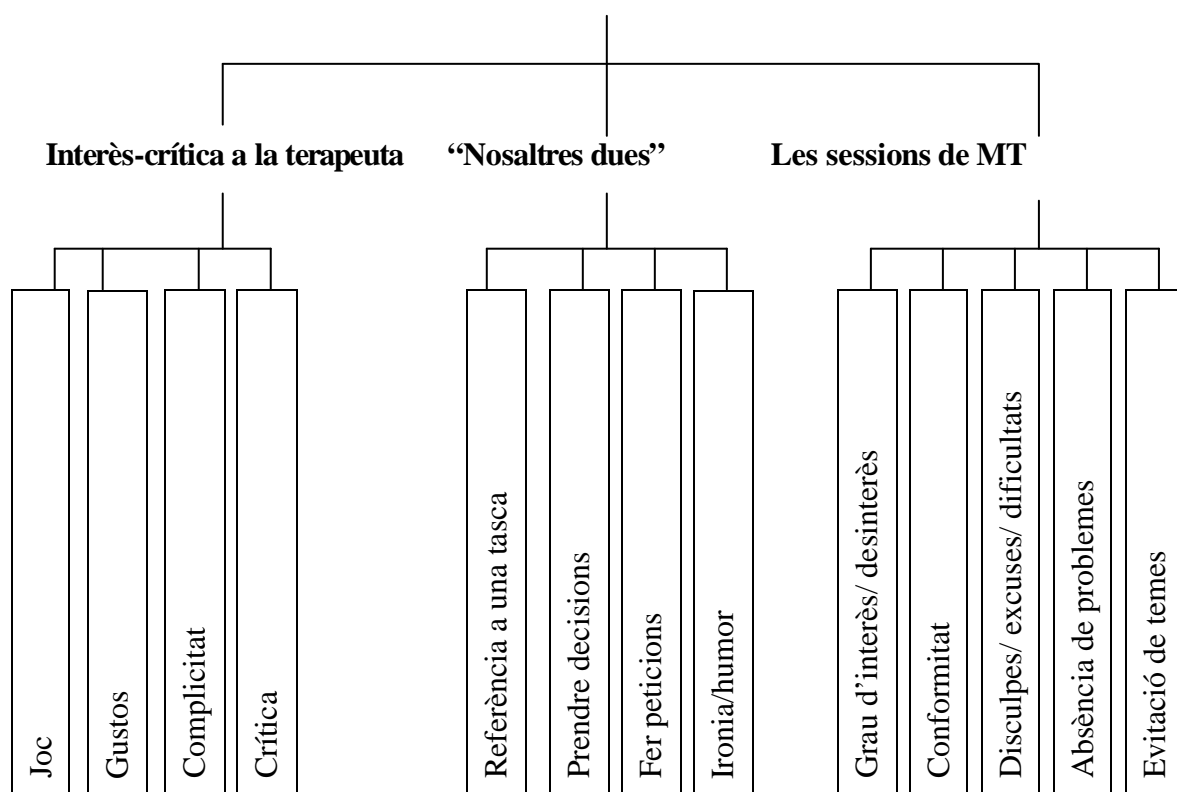 Interès-crítica a la terapeuta
“Nosaltres dues”
Les sessions de MT
Joc
Gustos
Complicitat
Crítica
Referència a una tasca
Prendre decisions
Fer peticions
Ironia/humor
Grau d’interès/ desinterès
Conformitat
Disculpes/ excuses/ dificultats
Absència de problemes
Evitació de temes